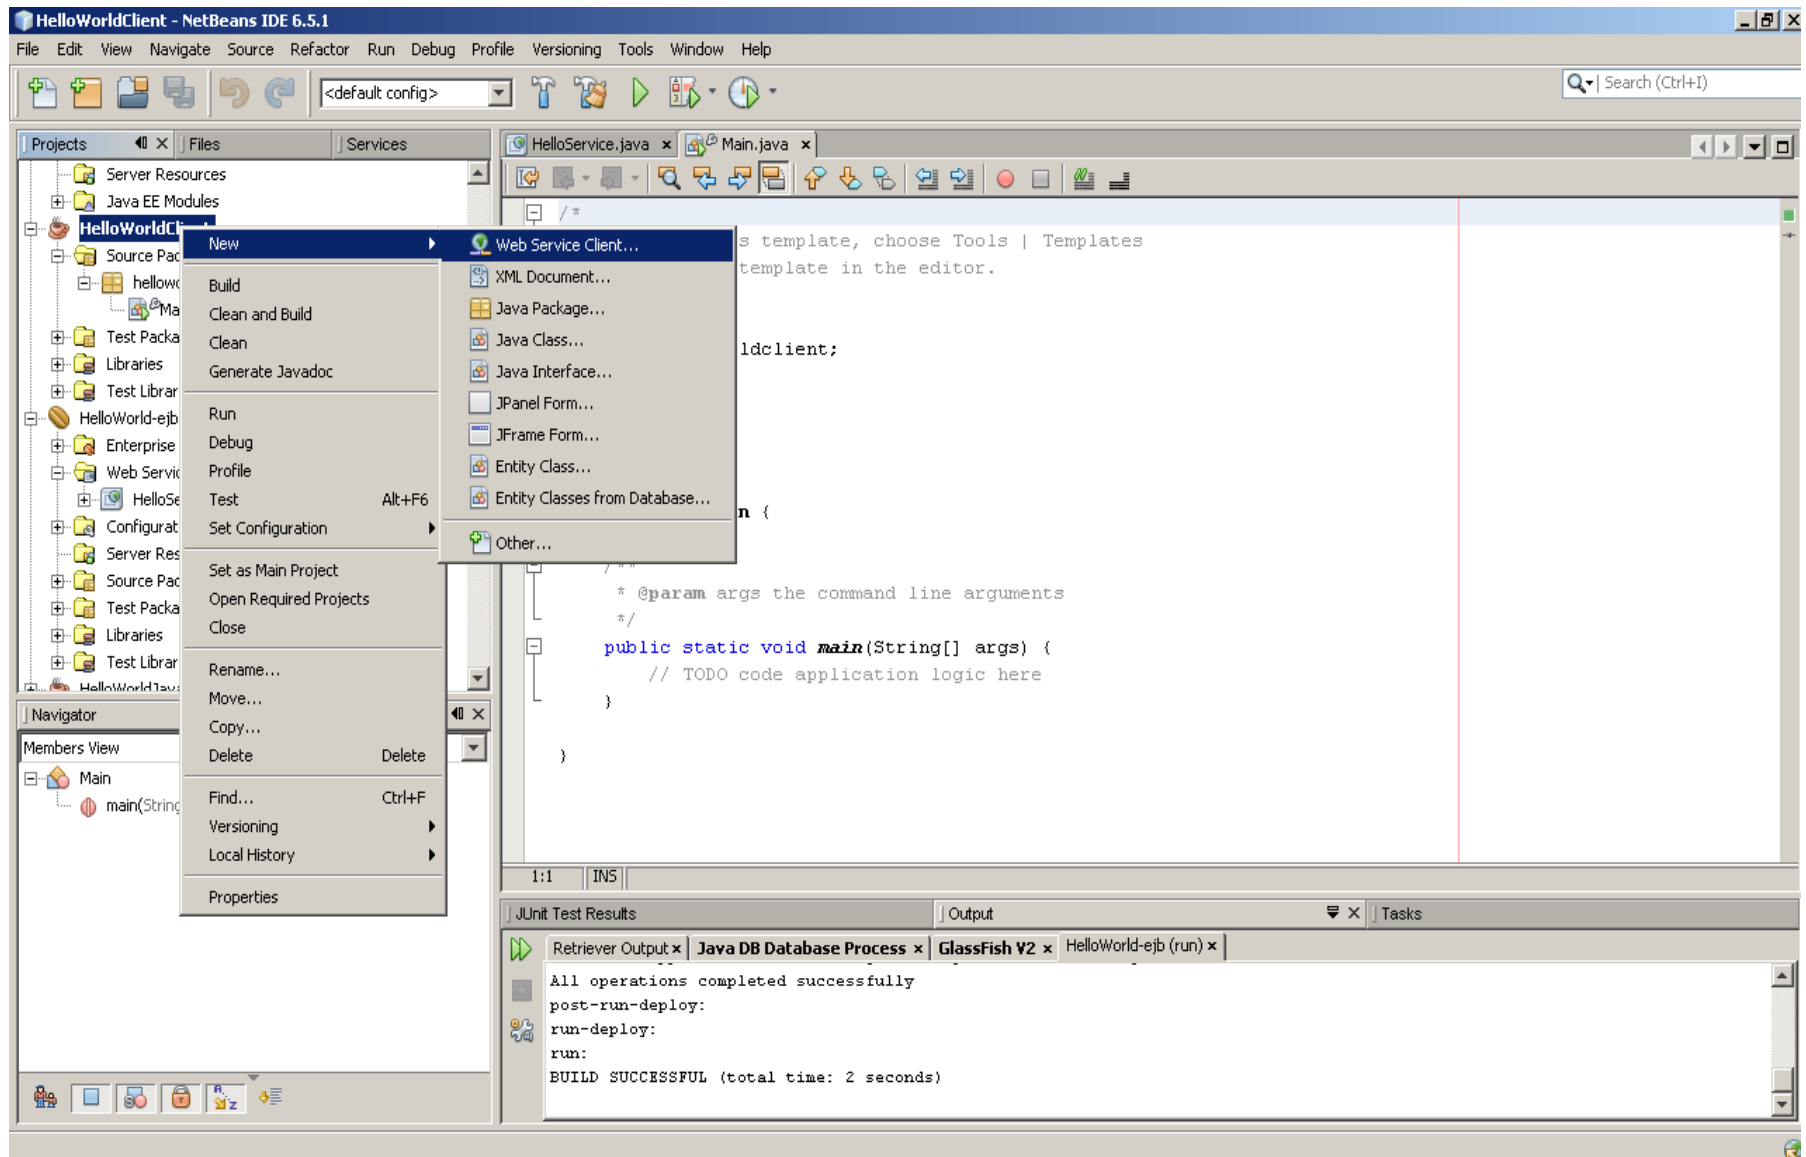 HelloWorldClient - NetBeans IDE 6.5.1
File Edit View Navigate Source Refactor Run Debug Profile Versioning Tools Window Help
<default config>
Search (Ctrl+I)
Projects
Files
Services
Server Resources
Java EE Modules
HelloWorldCl
Source Pac
hellowo
Ma
Test Packa
Libraries
Test Librar
HelloWorld-ejb
Enterprise
Web Servic
HelloSe
Configurat
Server Res
Source Pac
Test Packa
Libraries
Test Librar
HelloWorldJava
New
Build
Clean and Build
Clean
Generate Javadoc
Run
Debug
Profile
Test Alt+F6
Set Configuration
Set as Main Project
Open Required Projects
Close
Rename...
Move...
Copy...
Delete Delete
Find... Ctrl+F
Versioning
Local History
Properties
Web Service Client...
XML Document...
Java Package...
Java Class...
Java Interface...
JPanel Form...
JFrame Form...
Entity Class...
Entity Classes from Database...
Other...
Navigator
Members View
Main
main(String
HelloService.java
Main.java
/*
s template, choose Tools | Templates
template in the editor.
ldclient;
n {
/**
* @param args the command line arguments
*/
public static void main(String[] args) {
// TODO code application logic here
}
}
1:1 INS
JUnit Test Results
Output
Tasks
Retriever Output
Java DB Database Process
GlassFish V2
HelloWorld-ejb (run)
All operations completed successfully
post-run-deploy:
run-deploy:
run:
BUILD SUCCESSFUL (total time: 2 seconds)